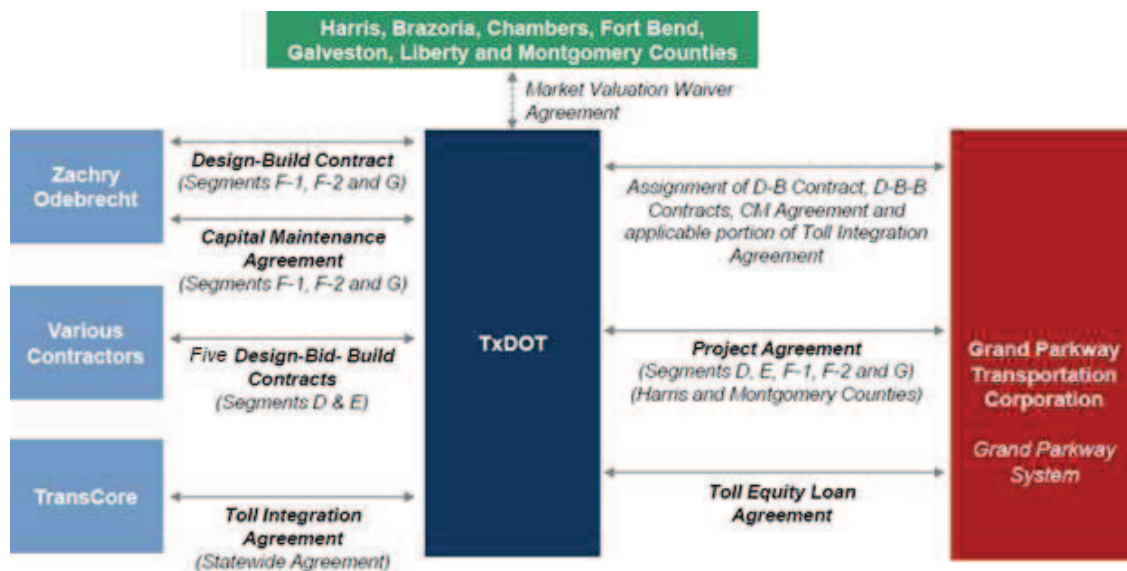 Harris, Brazoria, Chambers, Fort Bend,
Galveston, Liberty and Montgomery Counties
Market Valuation Waiver
Agreement
Zachry
Odebrecht
Design-Build Contract
(Segments F-1, F-2 and G)
Capital Maintenance
Agreement
(Segments F-1, F-2 and G)
Various
Contractors
Five Design-Bid- Build
Contracts
(Segments D & E)
TransCore
Toll Integration
Agreement
(Statewide Agreement)
TxDOT
Assignment of D-B Contract, D-B-B
Contracts, CM Agreement and
applicable portion of Toll Integration
Agreement
Project Agreement
(Segments D, E, F-1, F-2 and G)
(Harris and Montgomery Counties)
Toll Equity Loan
Agreement
Grand Parkway
Transportation
Corporation
Grand Parkway
System